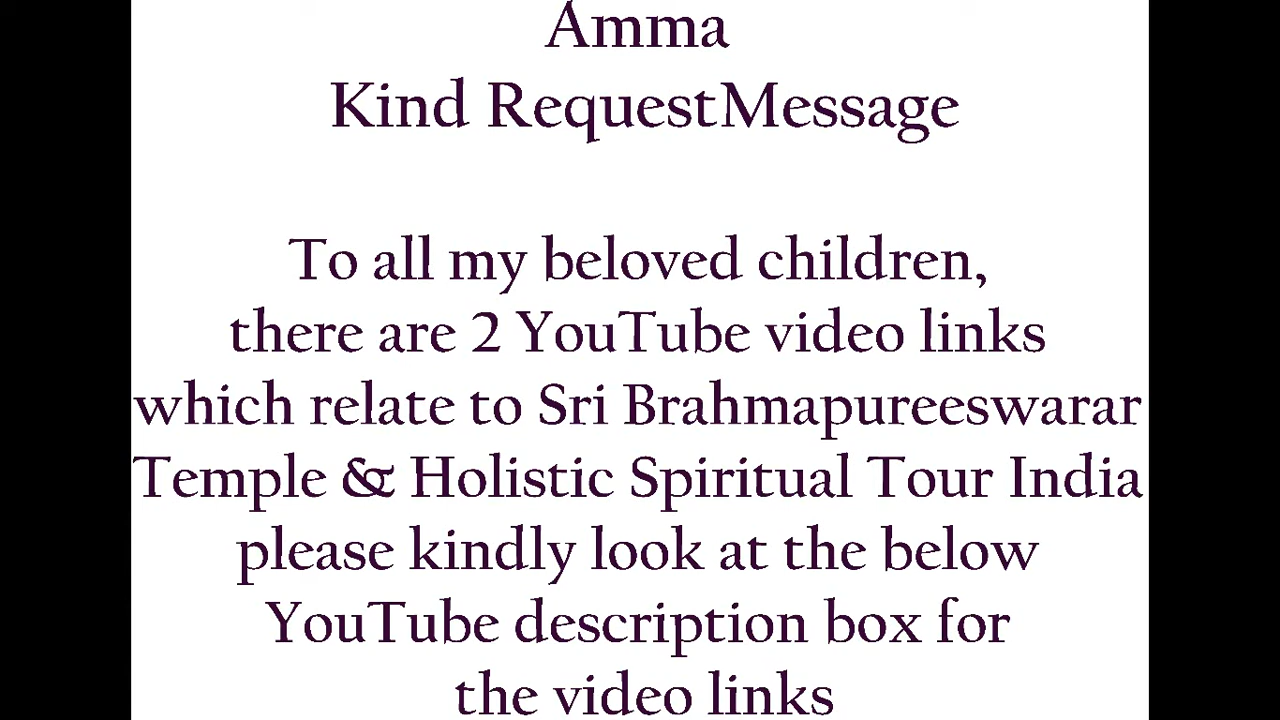 Amma
Kind RequestMessage
To all my beloved children,
there are 2 YouTube video links
which relate to Sri Brahmapureeswarar
Temple & Holistic Spiritual Tour India
please kindly look at the below
YouTube description box for
the video links